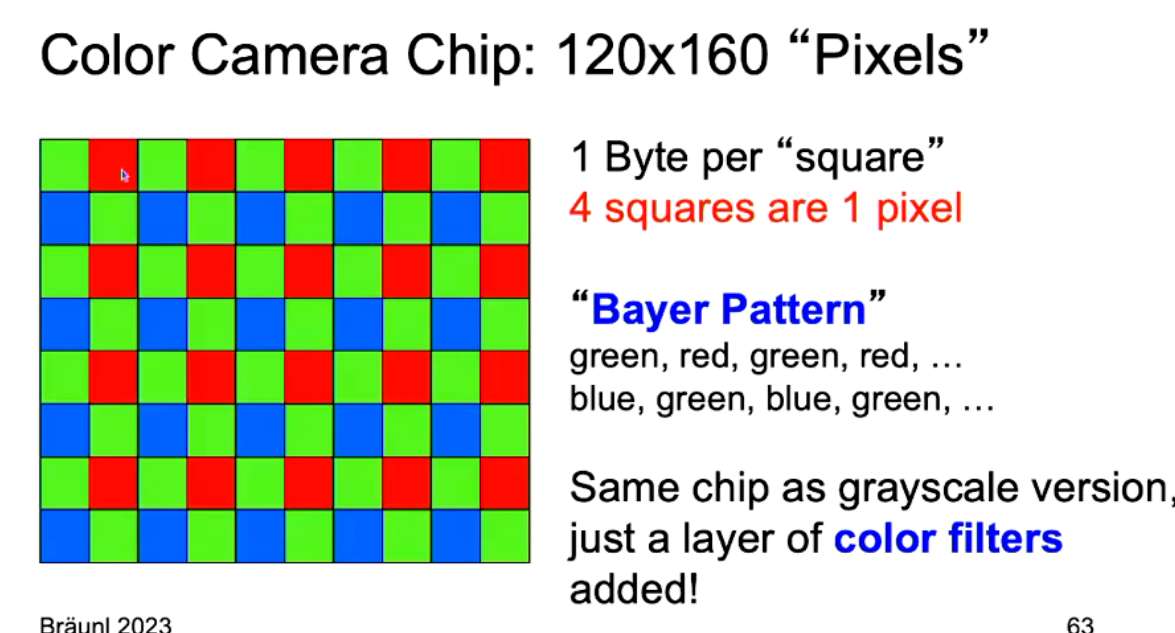 Color Camera Chip: 120x160 “Pixels”
1 Byte per “square”
4 squares are 1 pixel
“Bayer Pattern”
green, red, green, red, …
blue, green, blue, green, …
Same chip as grayscale version,
just a layer of color filters
added!
Bräunl 2023
63